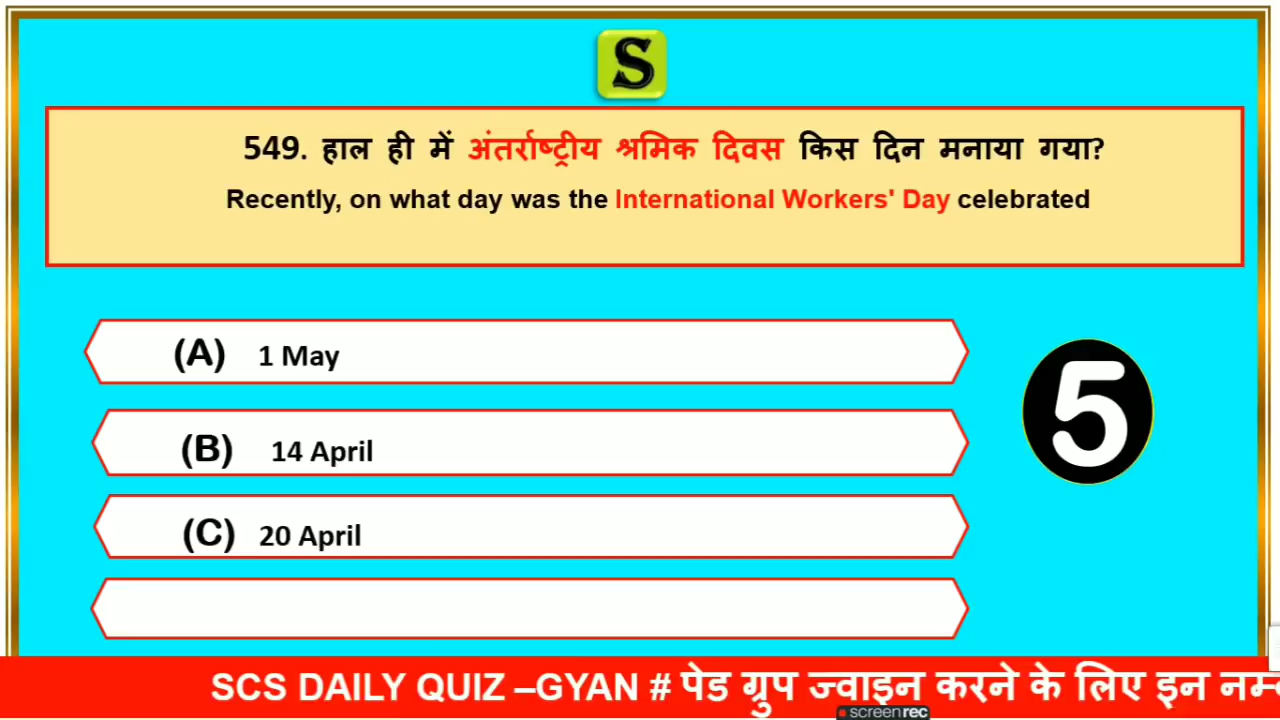 S
549. हाल ही में अंतर्राष्ट्रीय श्रमिक दिवस किस दिन मनाया गया?
Recently, on what day was the International Workers' Day celebrated
(A) 1 May
(B) 14 April
(C) 20 April
5
SCS DAILY QUIZ –GYAN # पेड ग्रुप ज्वाइन करने के लिए इन
screenrec